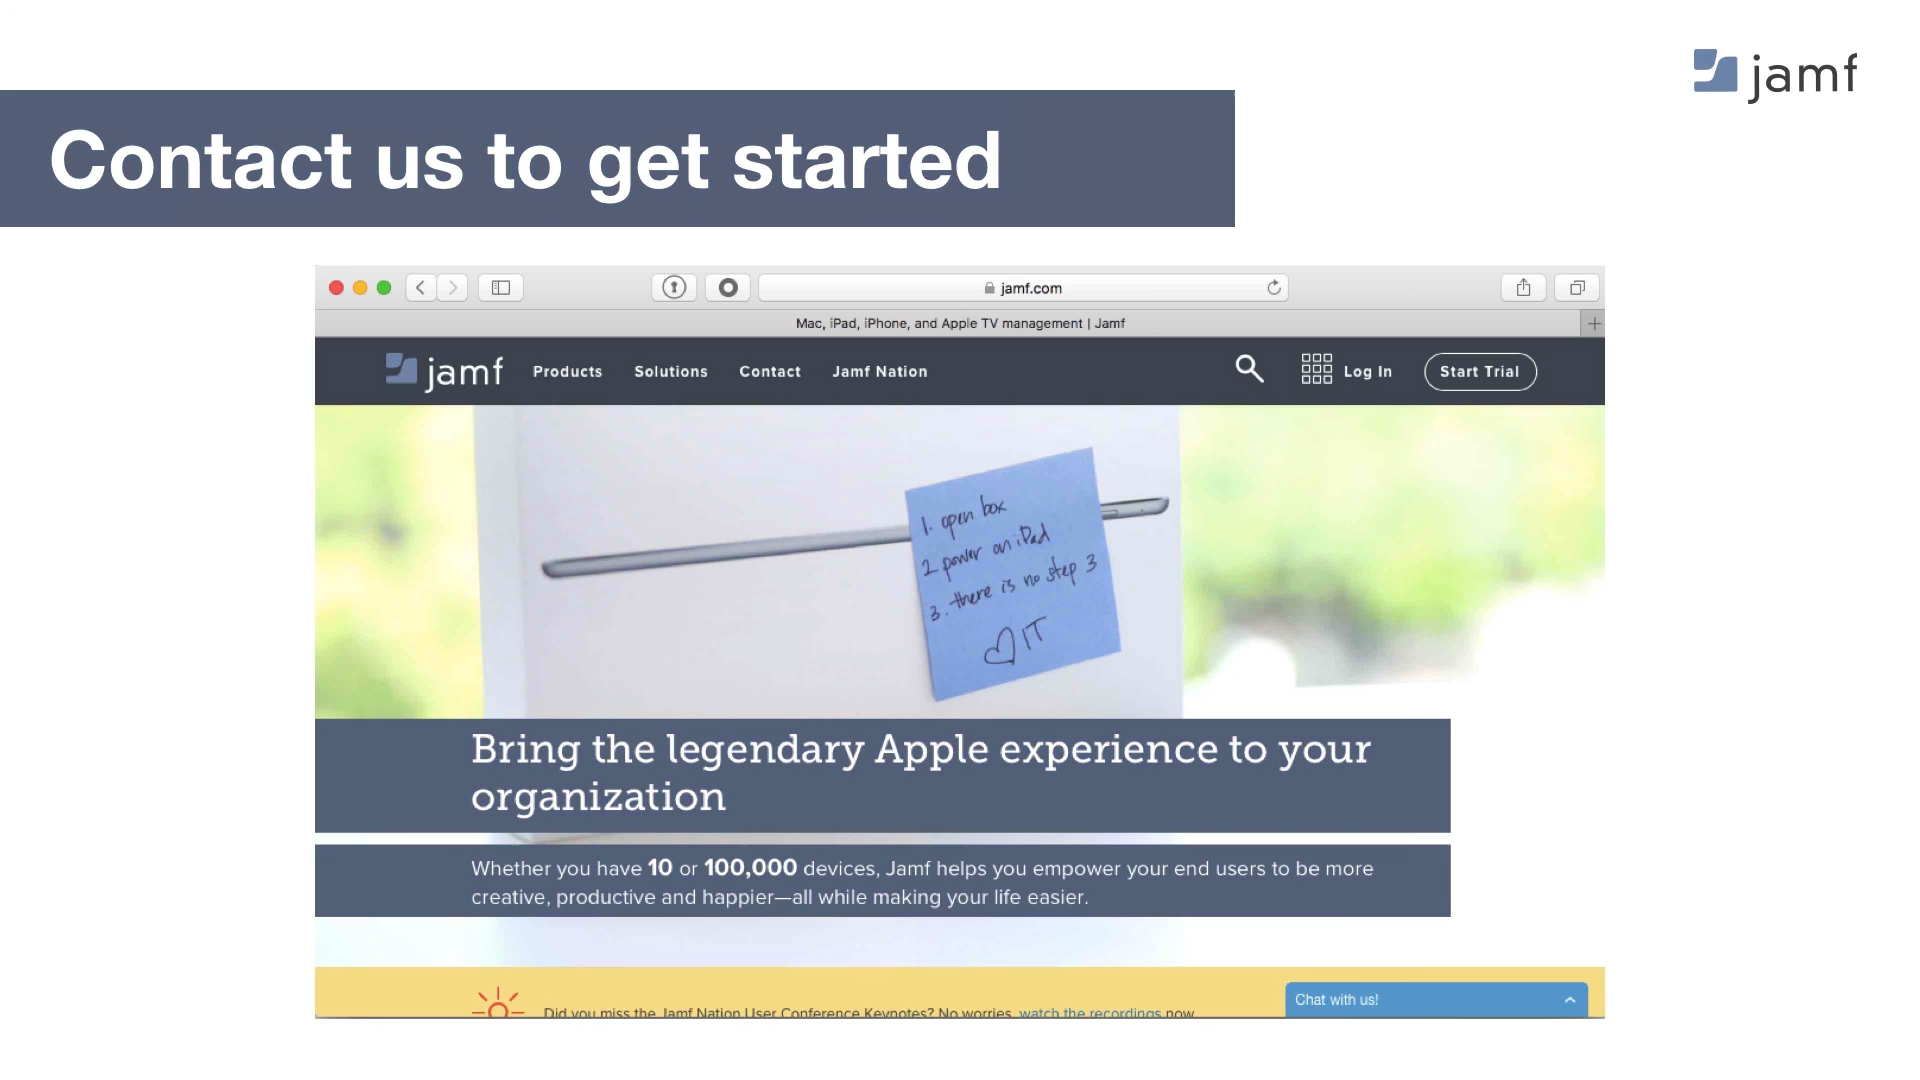 jamf
Contact us to get started
jamf.com
Mac, iPad, iPhone, and Apple TV management | Jamf
jamf Products Solutions Contact Jamf Nation Log In Start Trial
1. open box
2 power on iPad
3. there is no step 3
♡ IT
Bring the legendary Apple experience to your
organization
Whether you have 10 or 100,000 devices, Jamf helps you empower your end users to be more
creative, productive and happier—all while making your life easier.
Chat with us!
Did you miss the Jamf Nation User Conference Keynotes? No worries, watch the recordings now